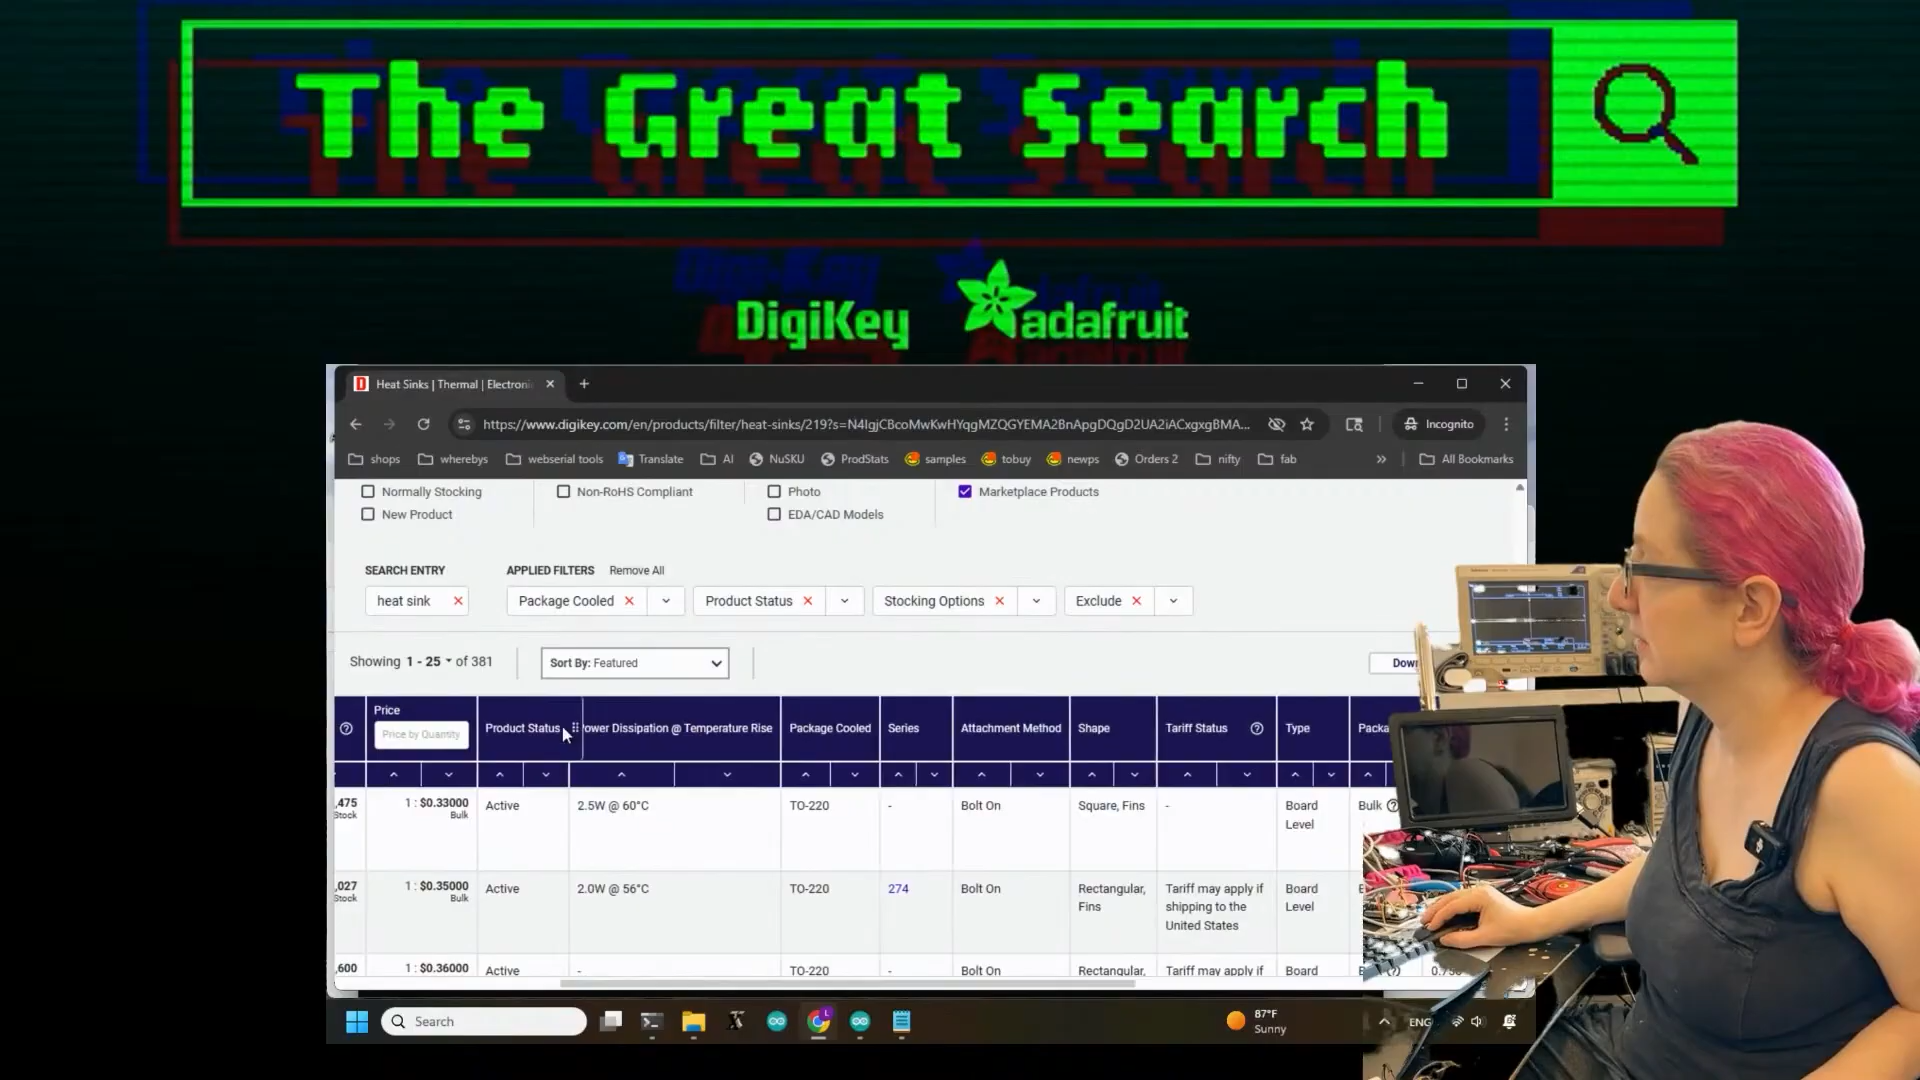 The Great Search
DigiKey adafruit
Heat Sinks | Thermal | Electroni
https://www.digikey.com/en/products/filter/heat-sinks/219?s=N4IgjCBcoMwKwHYqgMZQGYEMA2BnApgDQgD2UA2iACxgxgBMA...
Incognito
shops wherebys webserial tools Translate AI NuSKU ProdStats samples tobuy newps Orders 2 nifty fab » All Bookmarks
Normally Stocking Non-RoHS Compliant Photo Marketplace Products
New Product EDA/CAD Models
SEARCH ENTRY APPLIED FILTERS Remove All
heat sink Package Cooled Product Status Stocking Options Exclude
Showing 1 - 25 of 381 Sort By: Featured
Price
Price by Quantity
Product Status ower Dissipation @ Temperature Rise Package Cooled Series Attachment Method Shape Tariff Status Type Packa
,475 1 : $0.33000 Active 2.5W @ 60°C TO-220 - Bolt On Square, Fins - Board Bulk
Stock Bulk Level
,027 1 : $0.35000 Active 2.0W @ 56°C TO-220 274 Bolt On Rectangular, Tariff may apply if Board
Stock Bulk Fins shipping to the Level
United States
,600 1 : $0.36000 Active - TO-220 - Bolt On Rectangular, Tariff may apply if Board
Search
87°F
Sunny
ENG